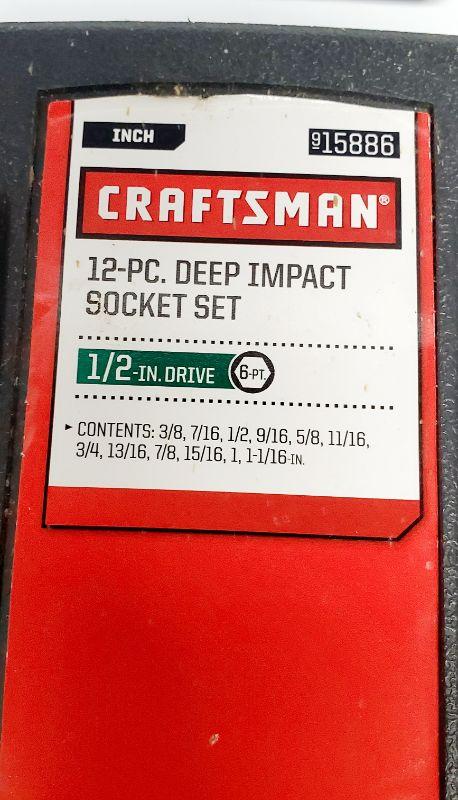 INCH
915886
CRAFTSMAN®
12-PC. DEEP IMPACT
SOCKET SET
1/2-IN. DRIVE 6-PT.
▸ CONTENTS: 3/8, 7/16, 1/2, 9/16, 5/8, 11/16,
3/4, 13/16, 7/8, 15/16, 1, 1-1/16-IN.